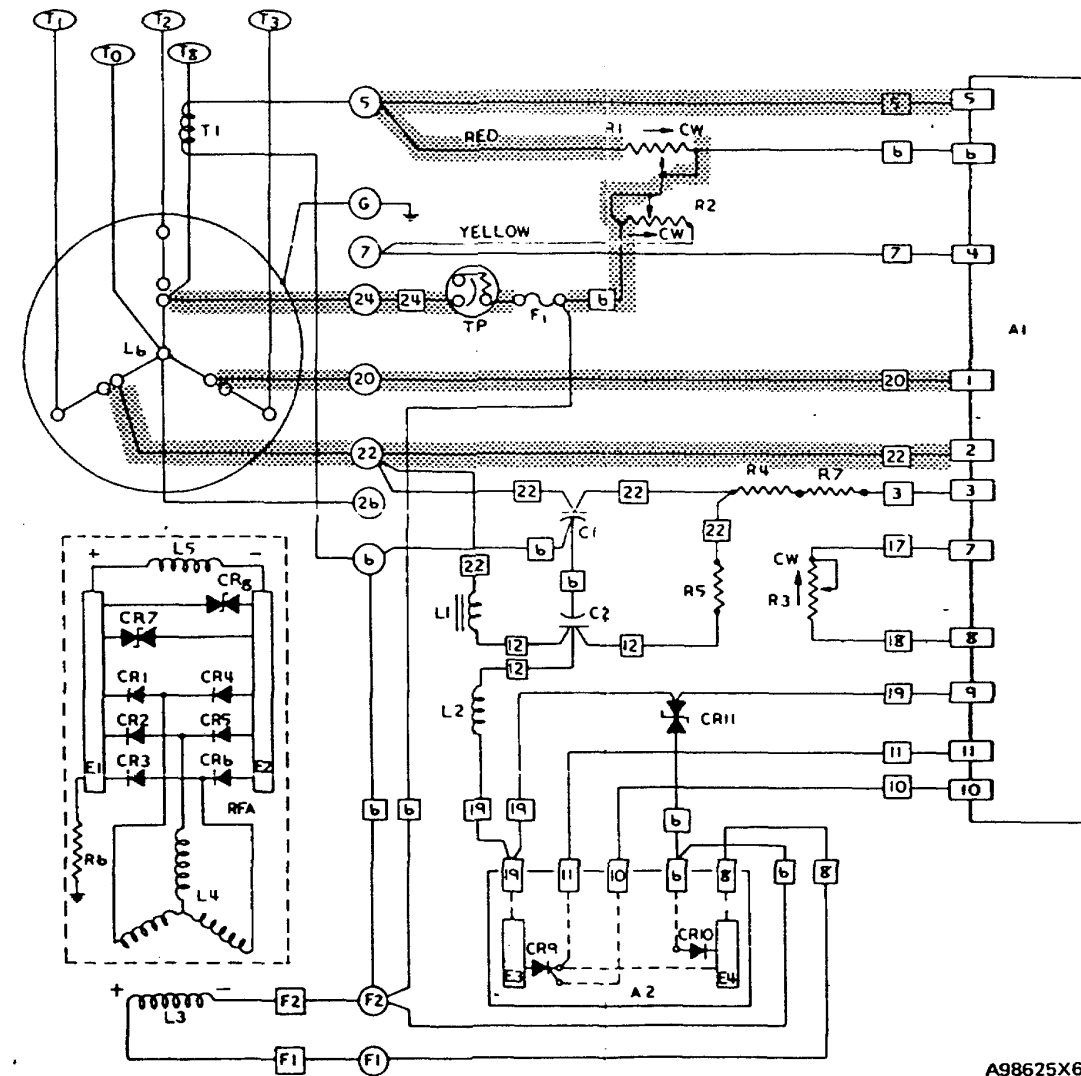 T1
T2
T3
T0
T8
T1
5
RED
R1
CW
5
5
6
6
G
7
YELLOW
R2
CW
7
4
24
24
TP
F1
6
A1
L6
20
20
1
22
22
2
26
22
C1
22
R4
R7
3
3
6
6
22
22
17
7
+
L5
-
CR8
CR7
L1
6
C2
R5
CW
R3
12
12
18
8
12
CR1
CR4
L2
CR11
19
9
CR2
CR5
11
11
CR3
CR6
E1
E2
10
10
RFA
6
6
19
19
6
R6
L4
19
11
10
6
8
6
8
CR9
CR10
E3
E4
A2
+
-
L3
F2
F2
F1
F1
A98625X6